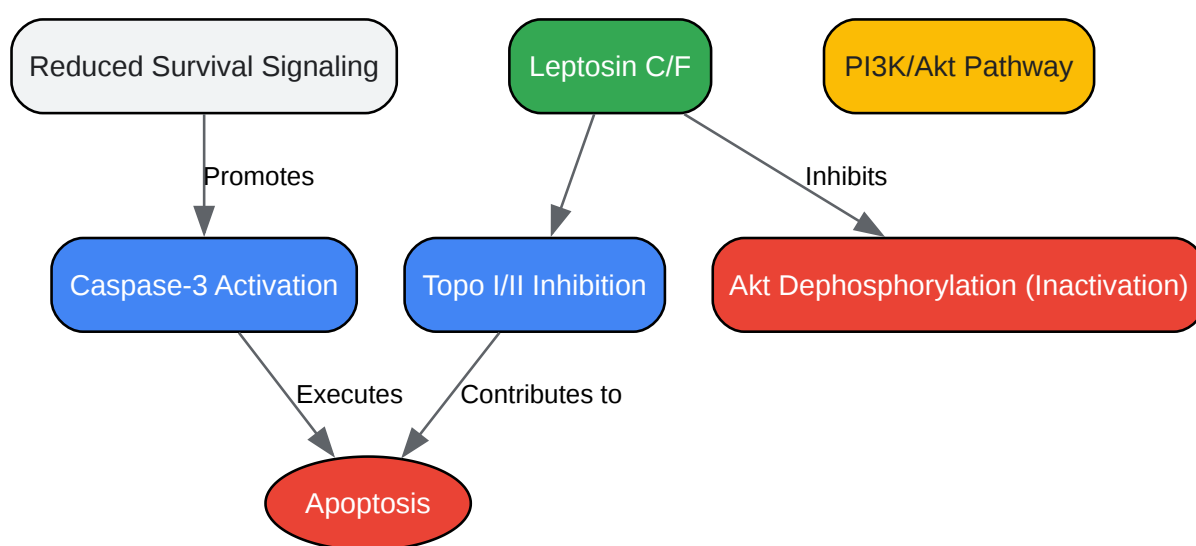 Reduced Survival Signaling
Leptosin C/F
PI3K/Akt Pathway
Promotes
Inhibits
Caspase-3 Activation
Topo I/II Inhibition
Akt Dephosphorylation (Inactivation)
Executes
Contributes to
Apoptosis